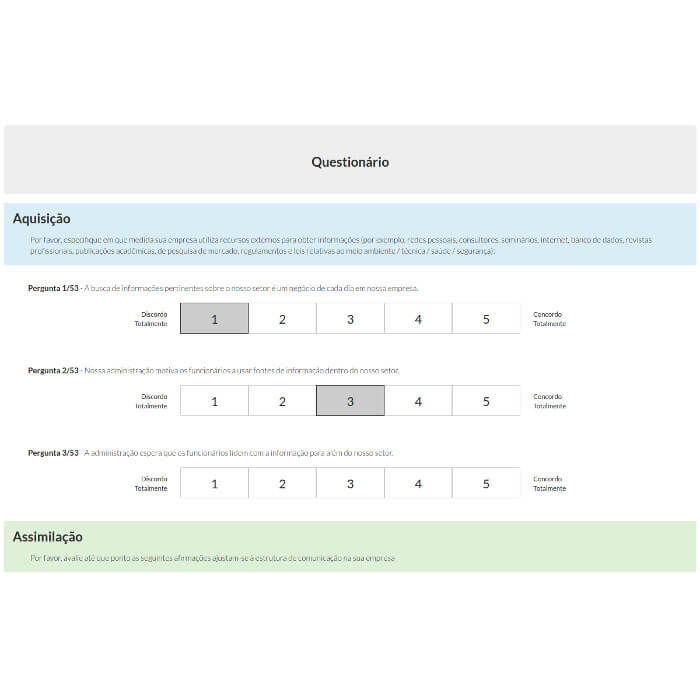 Questionário
Aquisição
Por favor, especifique em que medida sua empresa utiliza recursos externos para obter informações (por exemplo, redes pessoais, consultores, seminários, internet, banco de dados, revistas
profissionais, publicações acadêmicas, de pesquisa de mercado, regulamentos e leis relativas ao meio ambiente / técnica / saúde / segurança):
Pergunta 1/53 - A busca de informações pertinentes sobre o nosso setor é um negócio de cada dia em nossa empresa.
Discordo Totalmente 1 2 3 4 5 Concordo Totalmente
Pergunta 2/53 - Nossa administração motiva os funcionários a usar fontes de informação dentro do nosso setor.
Discordo Totalmente 1 2 3 4 5 Concordo Totalmente
Pergunta 3/53 - A administração espera que os funcionários lidem com a informação para além do nosso setor.
Discordo Totalmente 1 2 3 4 5 Concordo Totalmente
Assimilação
Por favor, avalie até que ponto as seguintes afirmações ajustam-se à estrutura de comunicação na sua empresa